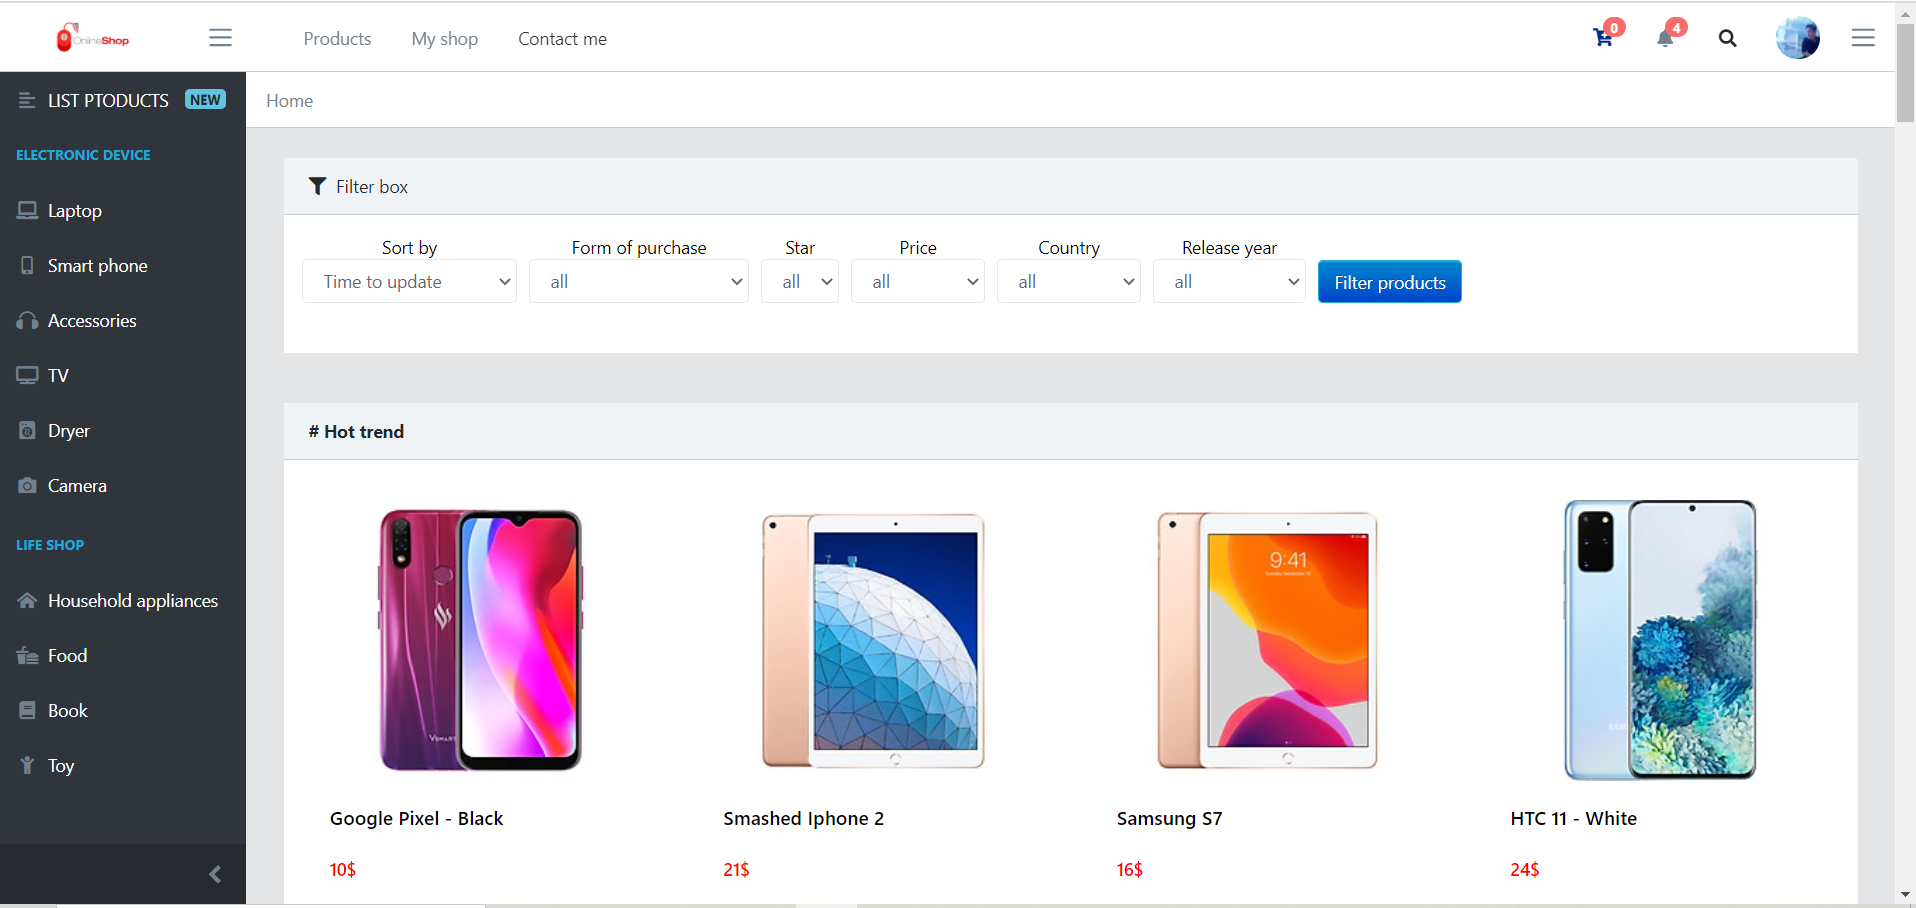 OnlineShop
Products My shop Contact me 0 4
LIST PTODUCTS NEW
Home
ELECTRONIC DEVICE
Laptop
Smart phone
Accessories
TV
Dryer
Camera
LIFE SHOP
Household appliances
Food
Book
Toy
Filter box
Sort by Form of purchase Star Price Country Release year
Time to update all all all all all Filter products
# Hot trend
9:41
Google Pixel - Black Smashed Iphone 2 Samsung S7 HTC 11 - White
10$ 21$ 16$ 24$